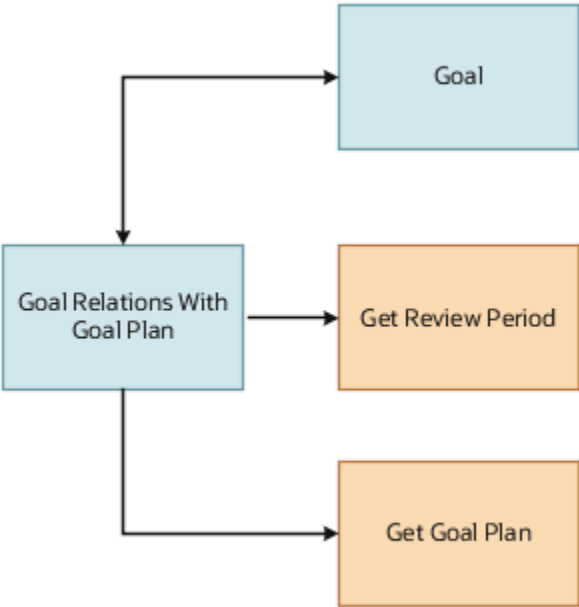 Goal
Goal Relations With
Goal Plan
Get Review Period
Get Goal Plan